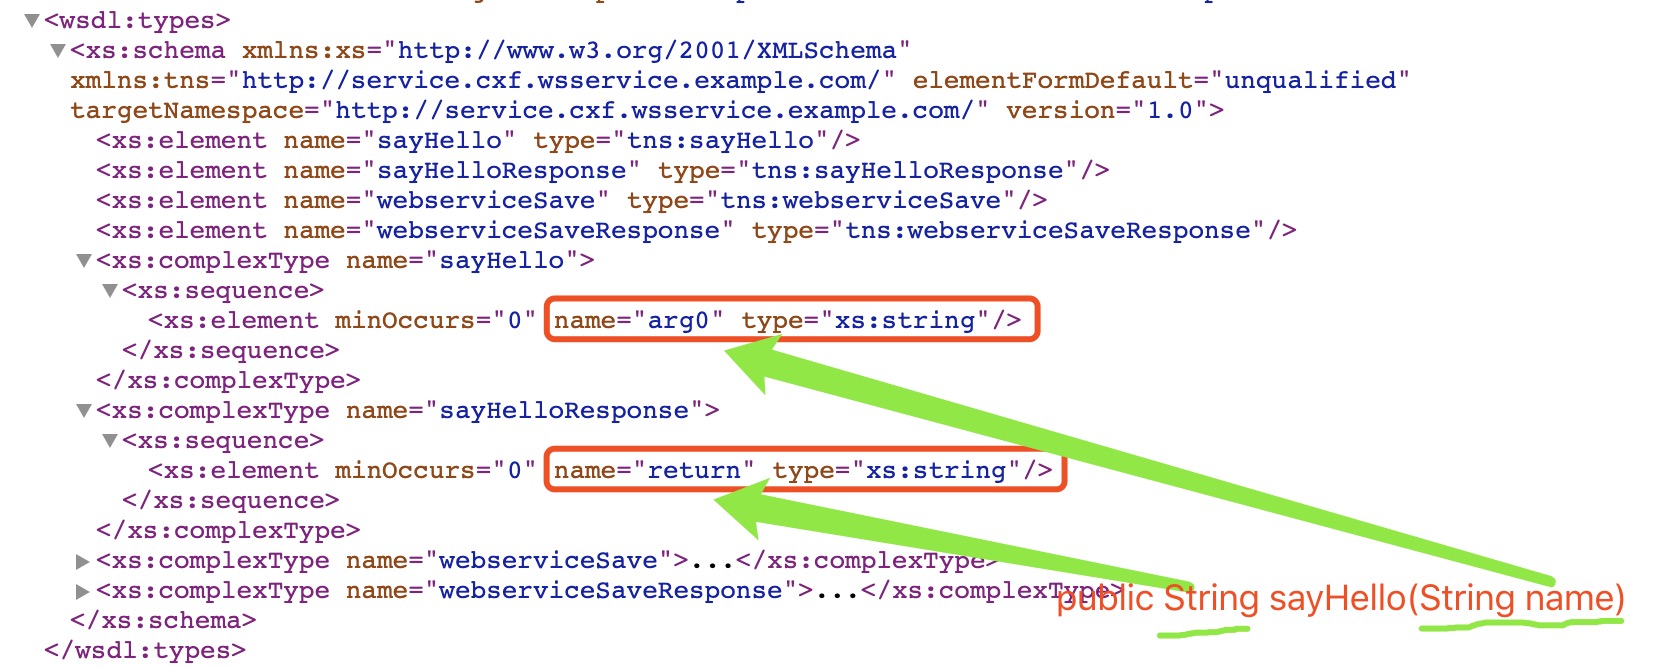 <wsdl:types>
<xs:schema xmlns:xs="http://www.w3.org/2001/XMLSchema"
xmlns:tns="http://service.cxf.wsservice.example.com/" elementFormDefault="unqualified"
targetNamespace="http://service.cxf.wsservice.example.com/" version="1.0">
<xs:element name="sayHello" type="tns:sayHello"/>
<xs:element name="sayHelloResponse" type="tns:sayHelloResponse"/>
<xs:element name="webserviceSave" type="tns:webserviceSave"/>
<xs:element name="webserviceSaveResponse" type="tns:webserviceSaveResponse"/>
<xs:complexType name="sayHello">
<xs:sequence>
<xs:element minOccurs="0" name="arg0" type="xs:string"/>
</xs:sequence>
</xs:complexType>
<xs:complexType name="sayHelloResponse">
<xs:sequence>
<xs:element minOccurs="0" name="return" type="xs:string"/>
</xs:sequence>
</xs:complexType>
<xs:complexType name="webserviceSave">...</xs:complexType>
<xs:complexType name="webserviceSaveResponse">...</xs:complexType>
public String sayHello(String name)
</xs:schema>
</wsdl:types>